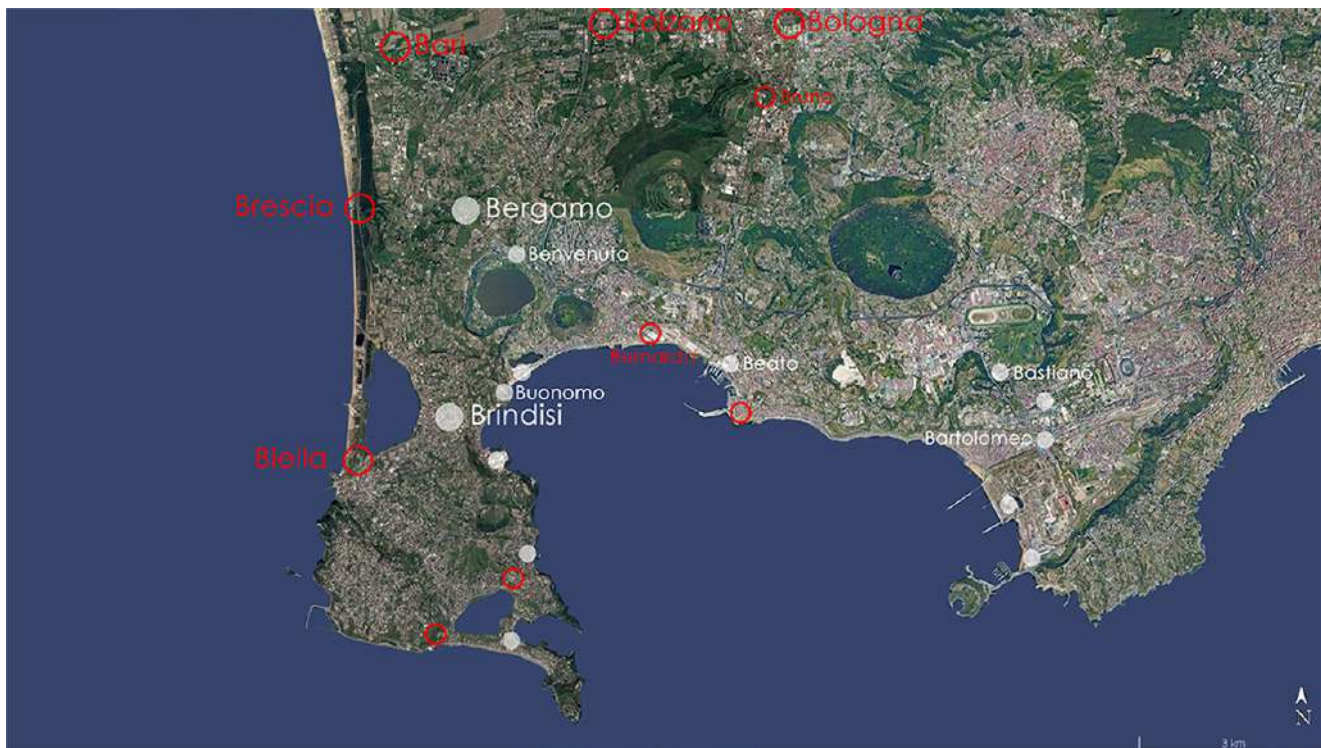 Bolzano
Bologna
Bari
Bruno
Brescia
Bergamo
Benvenuto
Beato
Bastiano
Buonomo
Brindisi
Bartolomeo
Biella
N
3 km